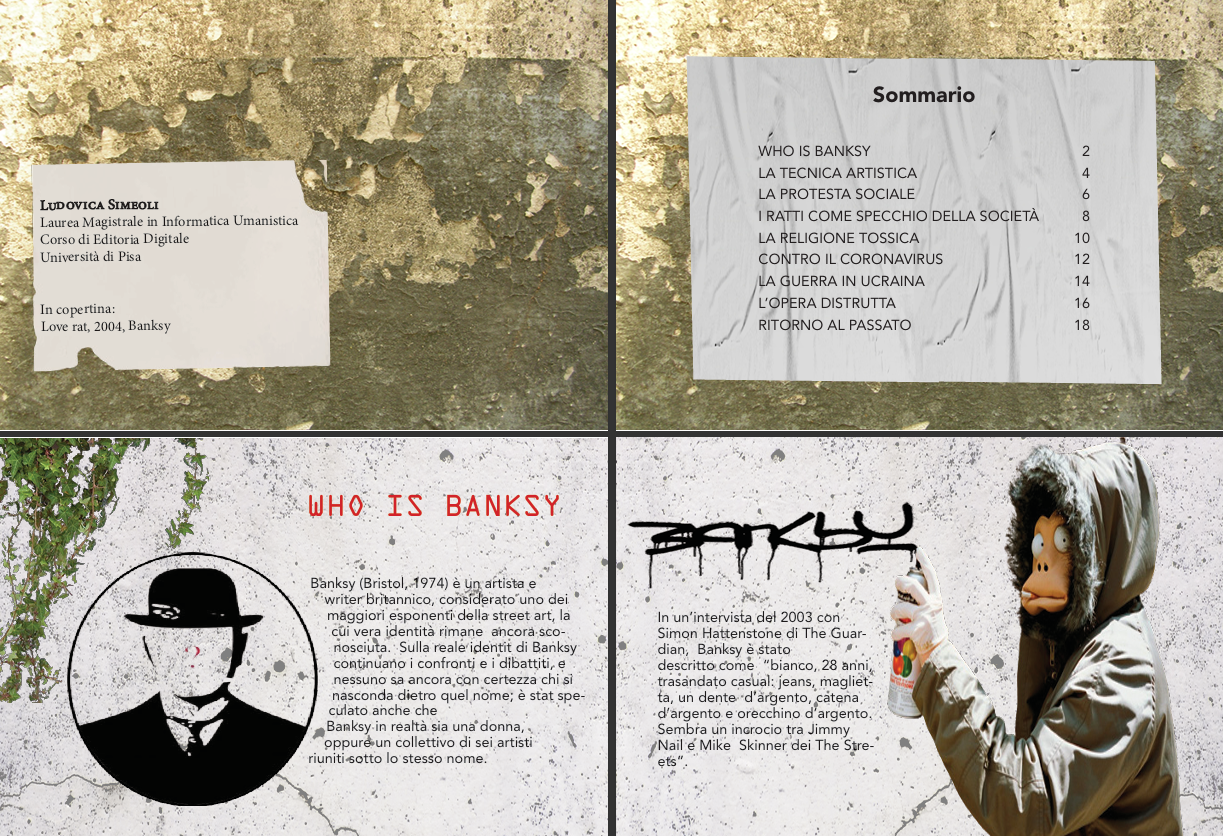 LUDOVICA SIMEOLI
Laurea Magistrale in Informatica Umanistica
Corso di Editoria Digitale
Università di Pisa
In copertina:
Love rat, 2004, Banksy
Sommario
WHO IS BANKSY 2
LA TECNICA ARTISTICA 4
LA PROTESTA SOCIALE 6
I RATTI COME SPECCHIO DELLA SOCIETÀ 8
LA RELIGIONE TOSSICA 10
CONTRO IL CORONAVIRUS 12
LA GUERRA IN UCRAINA 14
L'OPERA DISTRUTTA 16
RITORNO AL PASSATO 18
WHO IS BANKSY
Banksy (Bristol, 1974) è un artista e
writer britannico, considerato uno dei
maggiori esponenti della street art, la
cui vera identità rimane ancora sco-
nosciuta. Sulla reale identit di Banksy
continuano i confronti e i dibattiti, e
nessuno sa ancora con certezza chi si
nasconda dietro quel nome; è stat spe-
culato anche che
Banksy in realtà sia una donna,
oppure un collettivo di sei artisti
riuniti sotto lo stesso nome.
BANKSY
In un'intervista del 2003 con
Simon Hattenstone di The Guar-
dian, Banksy è stato
descritto come "bianco, 28 anni,
trasandato casual: jeans, magliet-
ta, un dente d'argento, catena
d'argento e orecchino d'argento.
Sembra un incrocio tra Jimmy
Nail e Mike Skinner dei The Stre-
ets".